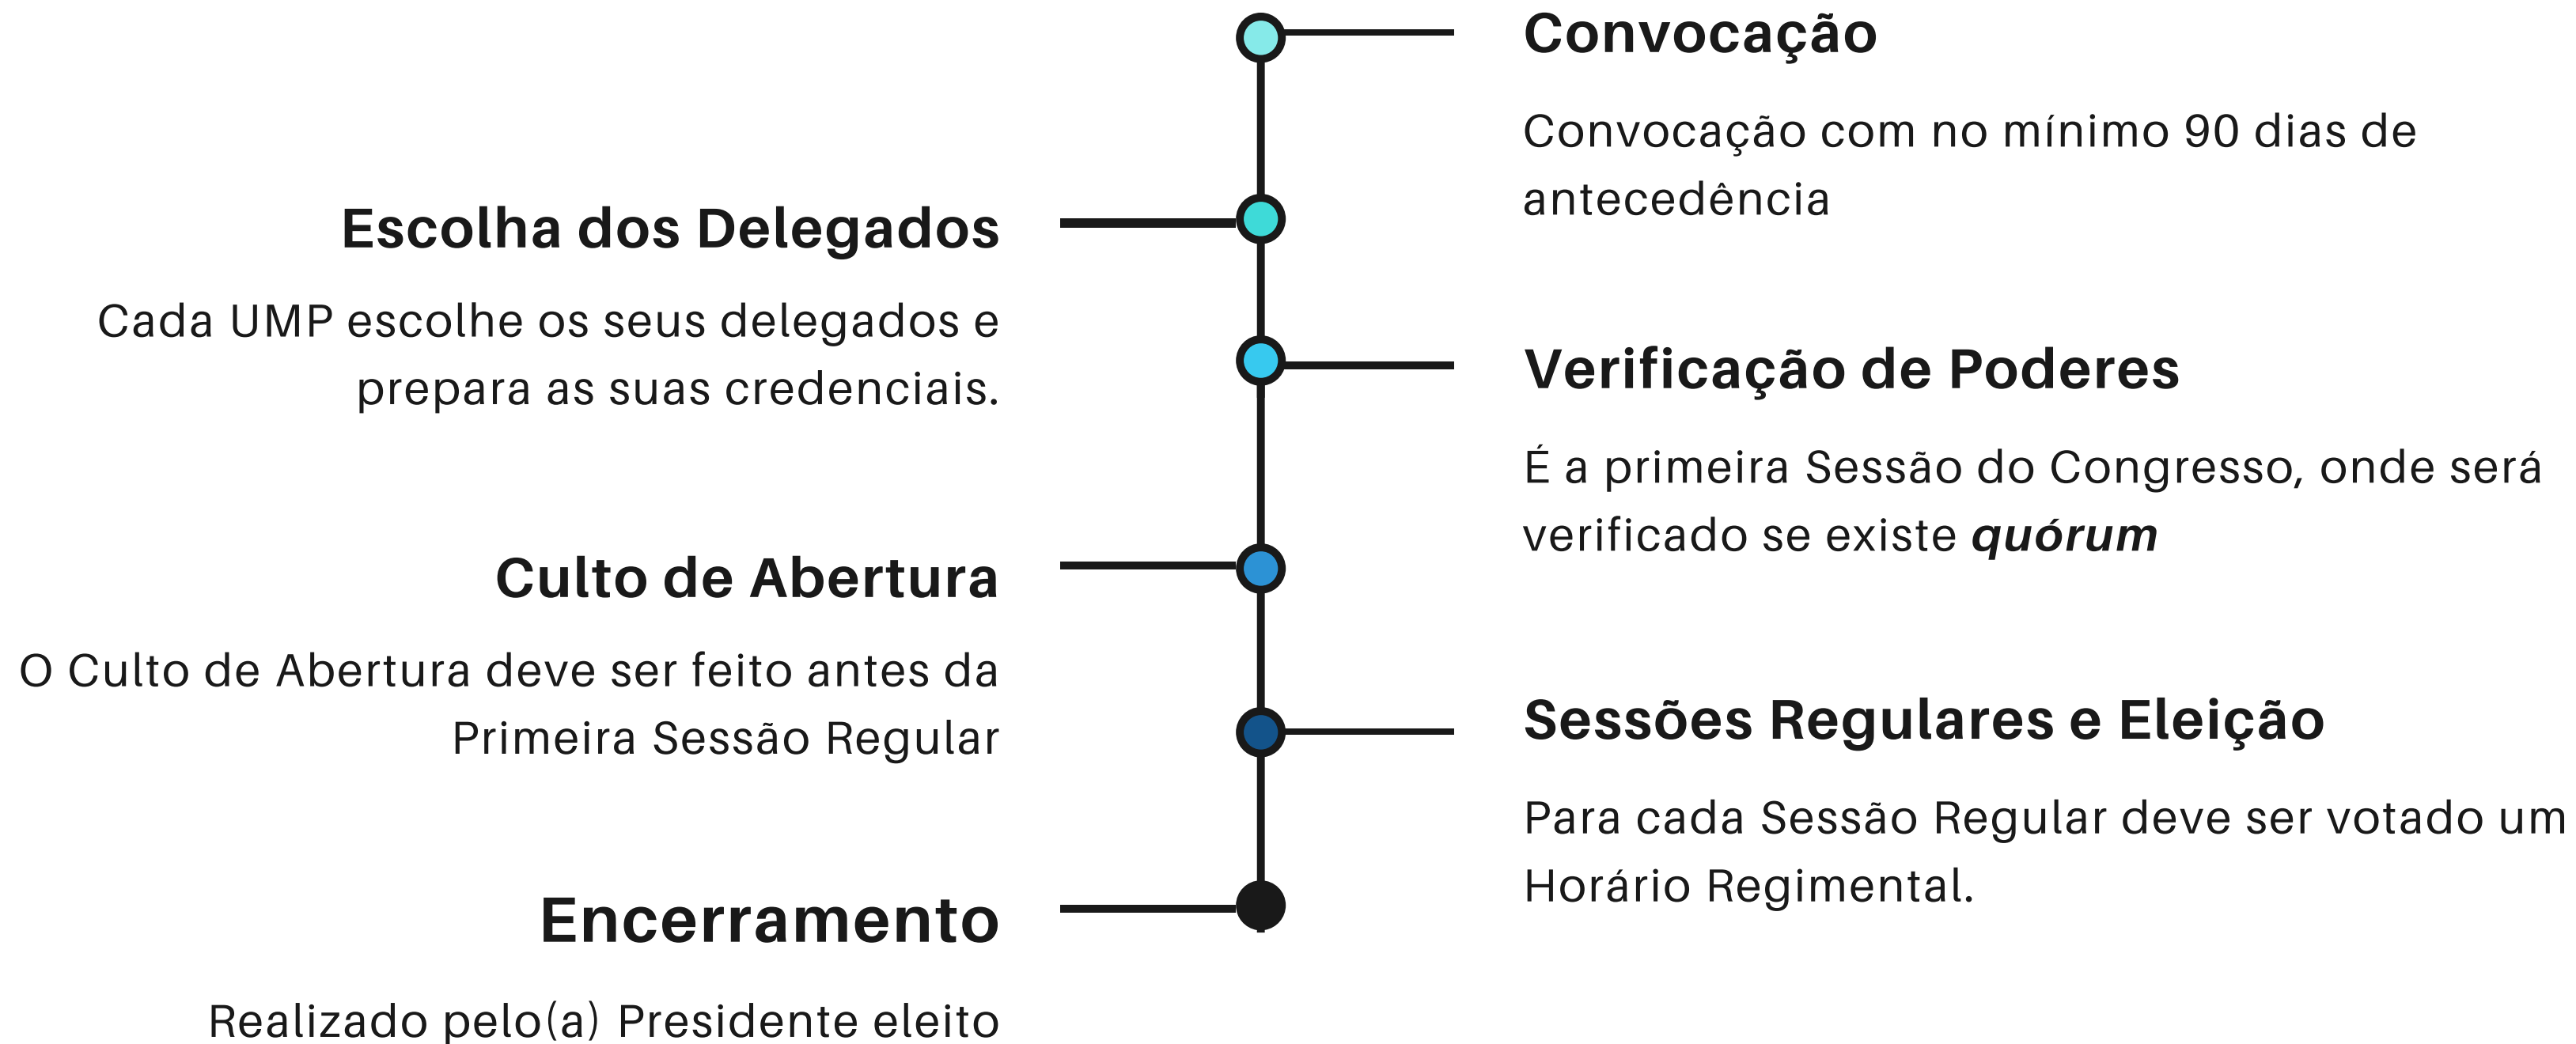 Convocação
Convocação com no mínimo 90 dias de
antecedência
Escolha dos Delegados
Cada UMP escolhe os seus delegados e
prepara as suas credenciais.
Verificação de Poderes
É a primeira Sessão do Congresso, onde será
verificado se existe quórum
Culto de Abertura
O Culto de Abertura deve ser feito antes da
Primeira Sessão Regular
Sessões Regulares e Eleição
Para cada Sessão Regular deve ser votado um
Horário Regimental.
Encerramento
Realizado pelo(a) Presidente eleito